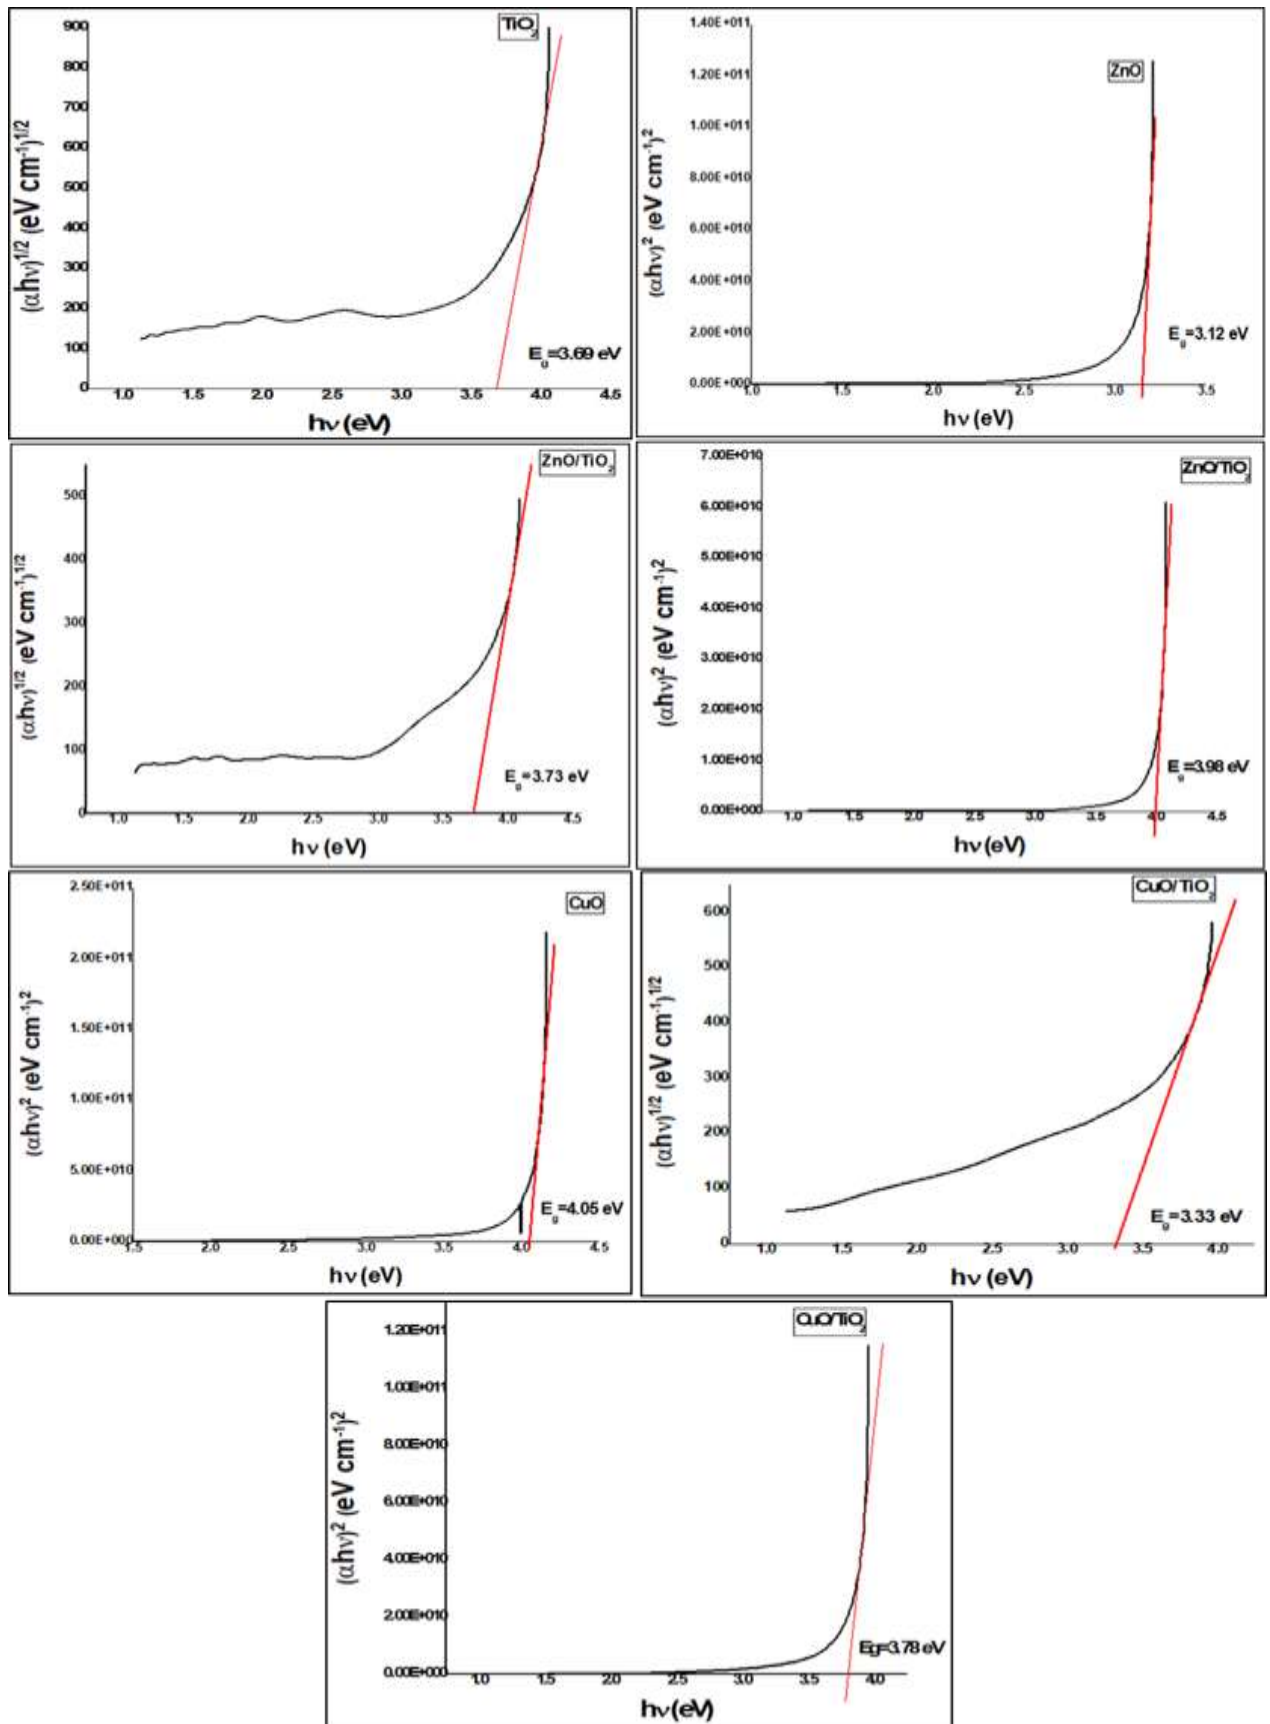 TiO2
900
800
700
600
500
400
300
200
100
0
(αhν)1/2 (eV cm-1)1/2
Eg=3.69 eV
1.0 1.5 2.0 2.5 3.0 3.5 4.0 4.5
hν (eV)
ZnO
1.40E+011
1.20E+011
1.00E+011
8.00E+010
6.00E+010
4.00E+010
2.00E+010
0.00E+000
(αhν)2 (eV cm-1)2
Eg=3.12 eV
1.0 1.5 2.0 2.5 3.0 3.5
hν (eV)
ZnO/TiO2
500
400
300
200
100
0
(αhν)1/2 (eV cm-1)1/2
Eg=3.73 eV
1.0 1.5 2.0 2.5 3.0 3.5 4.0 4.5
hν (eV)
ZnO/TiO2
7.00E+010
6.00E+010
5.00E+010
4.00E+010
3.00E+010
2.00E+010
1.00E+010
0.00E+000
(αhν)2 (eV cm-1)2
Eg=3.98 eV
1.0 1.5 2.0 2.5 3.0 3.5 4.0 4.5
hν (eV)
CuO
2.50E+011
2.00E+011
1.50E+011
1.00E+011
5.00E+010
0.00E+000
(αhν)2 (eV cm-1)2
Eg=4.05 eV
1.5 2.0 2.5 3.0 3.5 4.0 4.5
hν (eV)
CuO/TiO2
600
500
400
300
200
100
0
(αhν)1/2 (eV cm-1)1/2
Eg=3.33 eV
1.0 1.5 2.0 2.5 3.0 3.5 4.0
hν (eV)
CuO/TiO2
1.20E+011
1.00E+011
8.00E+010
6.00E+010
4.00E+010
2.00E+010
0.00E+000
(αhν)2 (eV cm-1)2
Eg=3.78 eV
1.0 1.5 2.0 2.5 3.0 3.5 4.0
hν (eV)